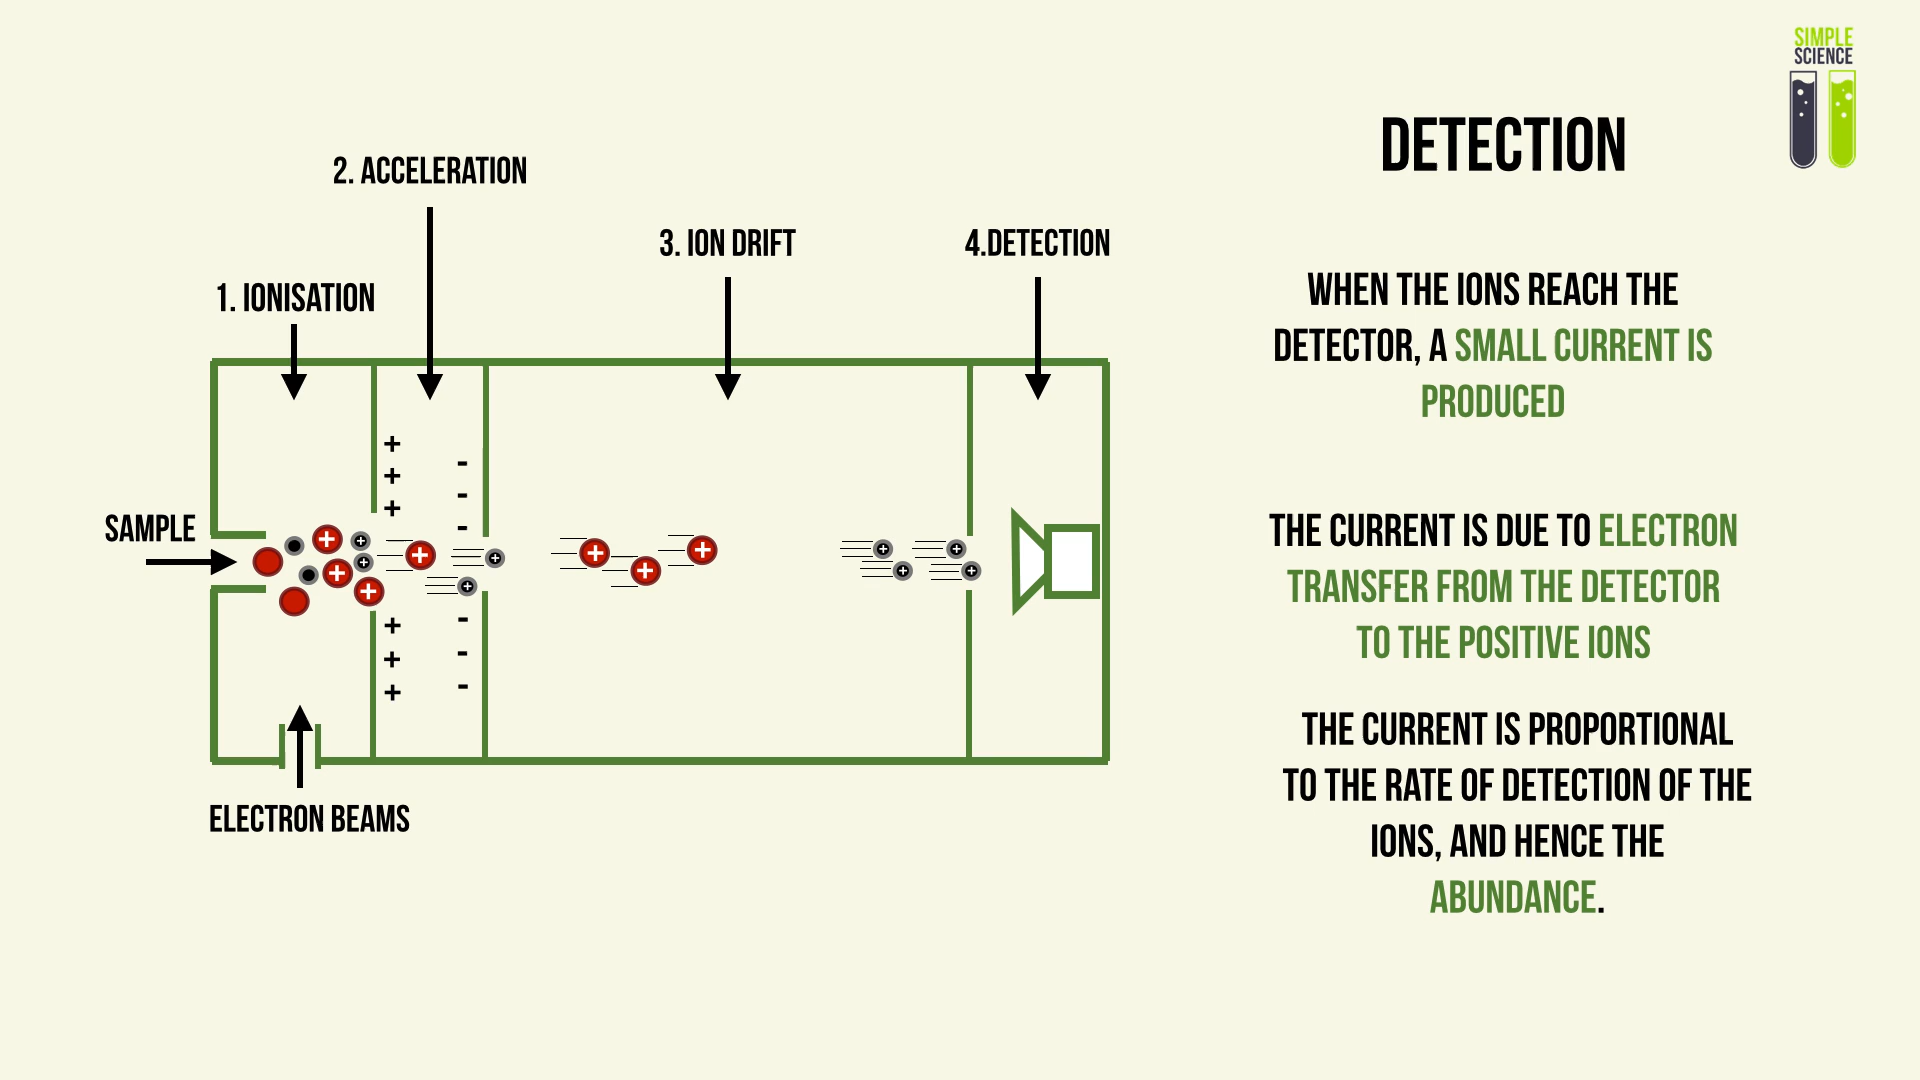 SIMPLE
SCIENCE
DETECTION
2. ACCELERATION
3. ION DRIFT
4.DETECTION
1. IONISATION
SAMPLE
ELECTRON BEAMS
+
+
+
-
-
-
+
+
+
-
-
-
WHEN THE IONS REACH THE
DETECTOR, A SMALL CURRENT IS
PRODUCED
THE CURRENT IS DUE TO ELECTRON
TRANSFER FROM THE DETECTOR
TO THE POSITIVE IONS
THE CURRENT IS PROPORTIONAL
TO THE RATE OF DETECTION OF THE
IONS, AND HENCE THE
ABUNDANCE.